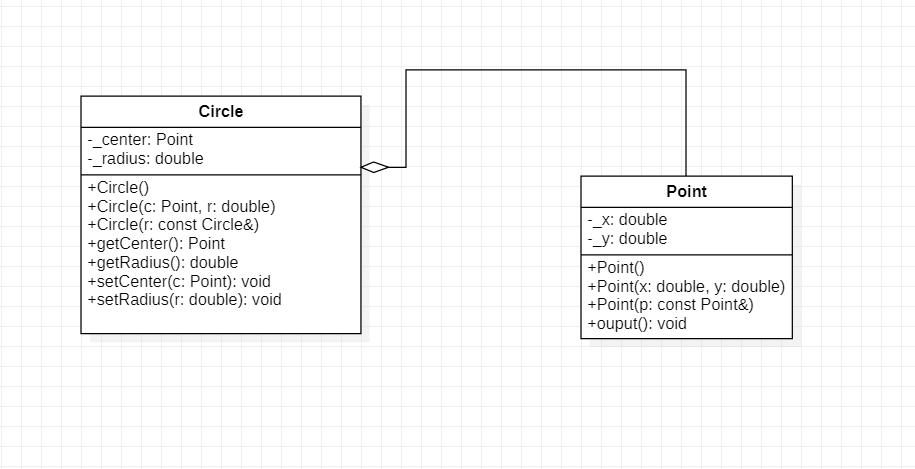 Circle
-_center: Point
-_radius: double
+Circle()
+Circle(c: Point, r: double)
+Circle(r: const Circle&)
+getCenter(): Point
+getRadius(): double
+setCenter(c: Point): void
+setRadius(r: double): void
Point
-_x: double
-_y: double
+Point()
+Point(x: double, y: double)
+Point(p: const Point&)
+ouput(): void